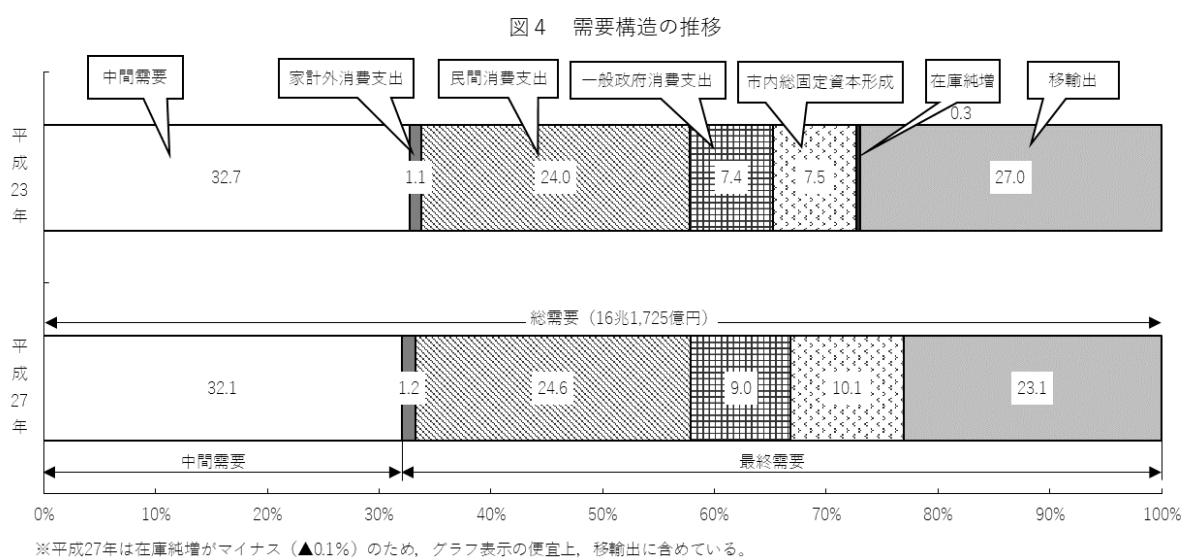 図４　需要構造の推移
中間需要
家計外消費支出
民間消費支出
一般政府消費支出
市内総固定資本形成
在庫純増
移輸出
0.3
平成23年
32.7
1.1
24.0
7.4
7.5
27.0
総需要（16兆1,725億円）
平成27年
32.1
1.2
24.6
9.0
10.1
23.1
中間需要
最終需要
0%
10%
20%
30%
40%
50%
60%
70%
80%
90%
100%
※平成27年は在庫純増がマイナス（▲0.1%）のため，グラフ表示の便宜上，移輸出に含めている。